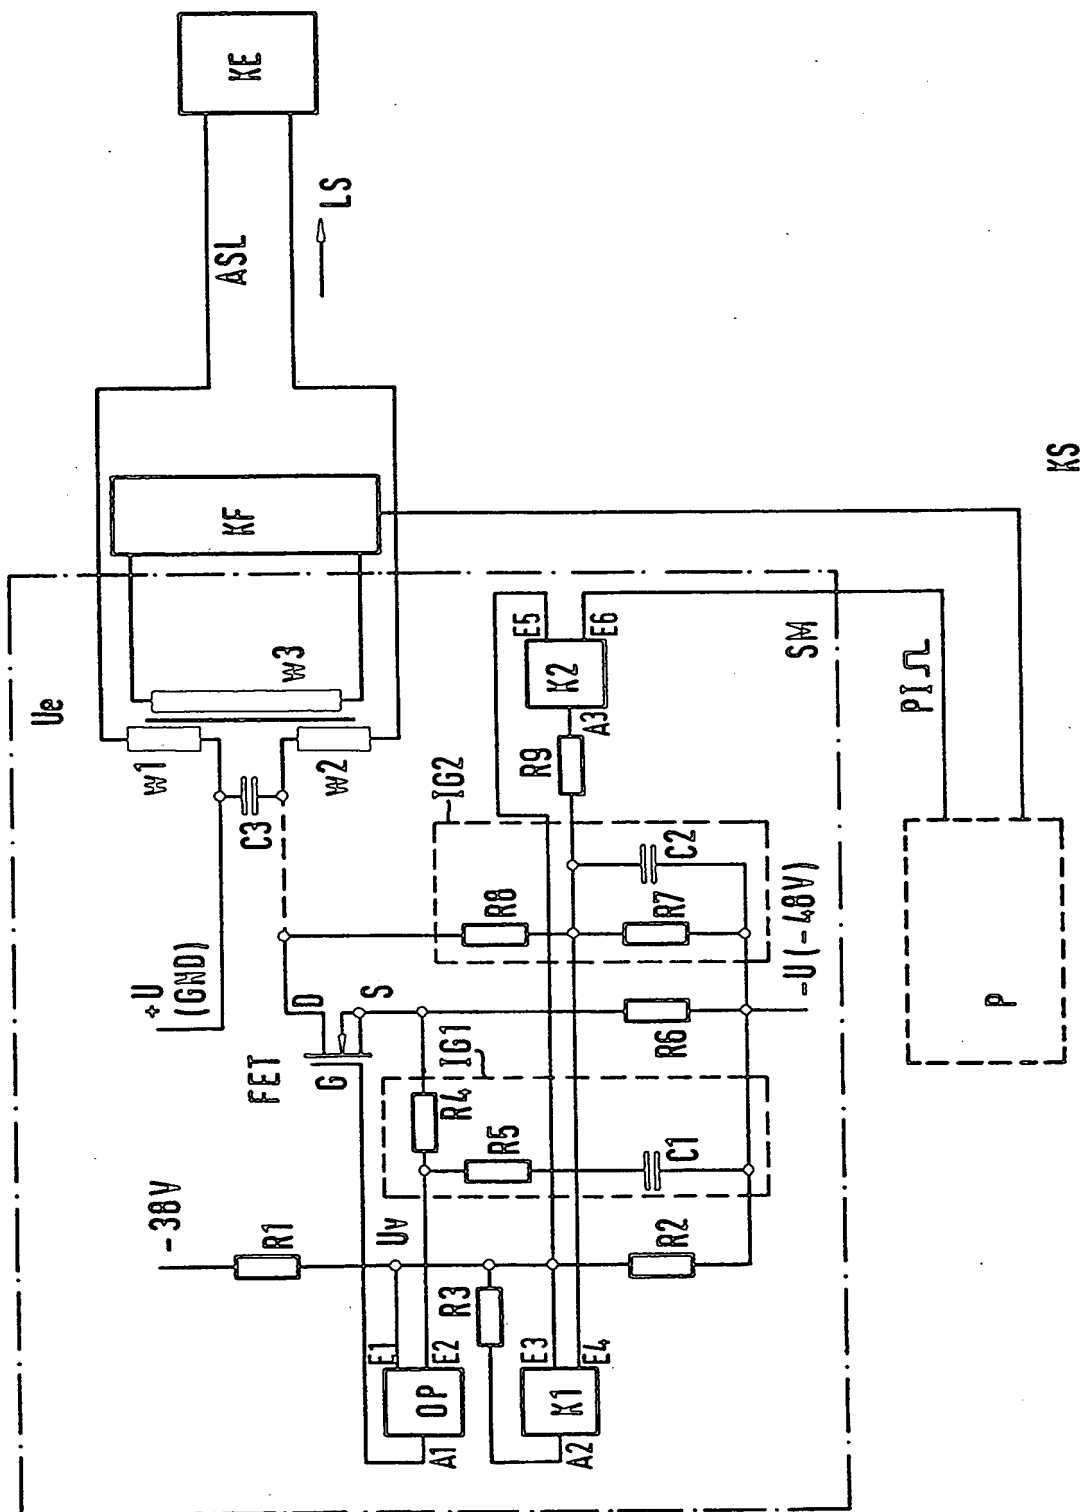 KE
ASL
LS
KF
KS
Ue
W1
W2
W3
C3
+U
(GND)
FET
D
G
S
-38V
R1
Uv
R4
IG1
R5
C1
R6
R8
IG2
R7
C2
R9
A3
K2
E5
E6
SM
PI
R2
R3
E1
E2
OP
A1
E3
E4
K1
A2
-U (-48V)
P